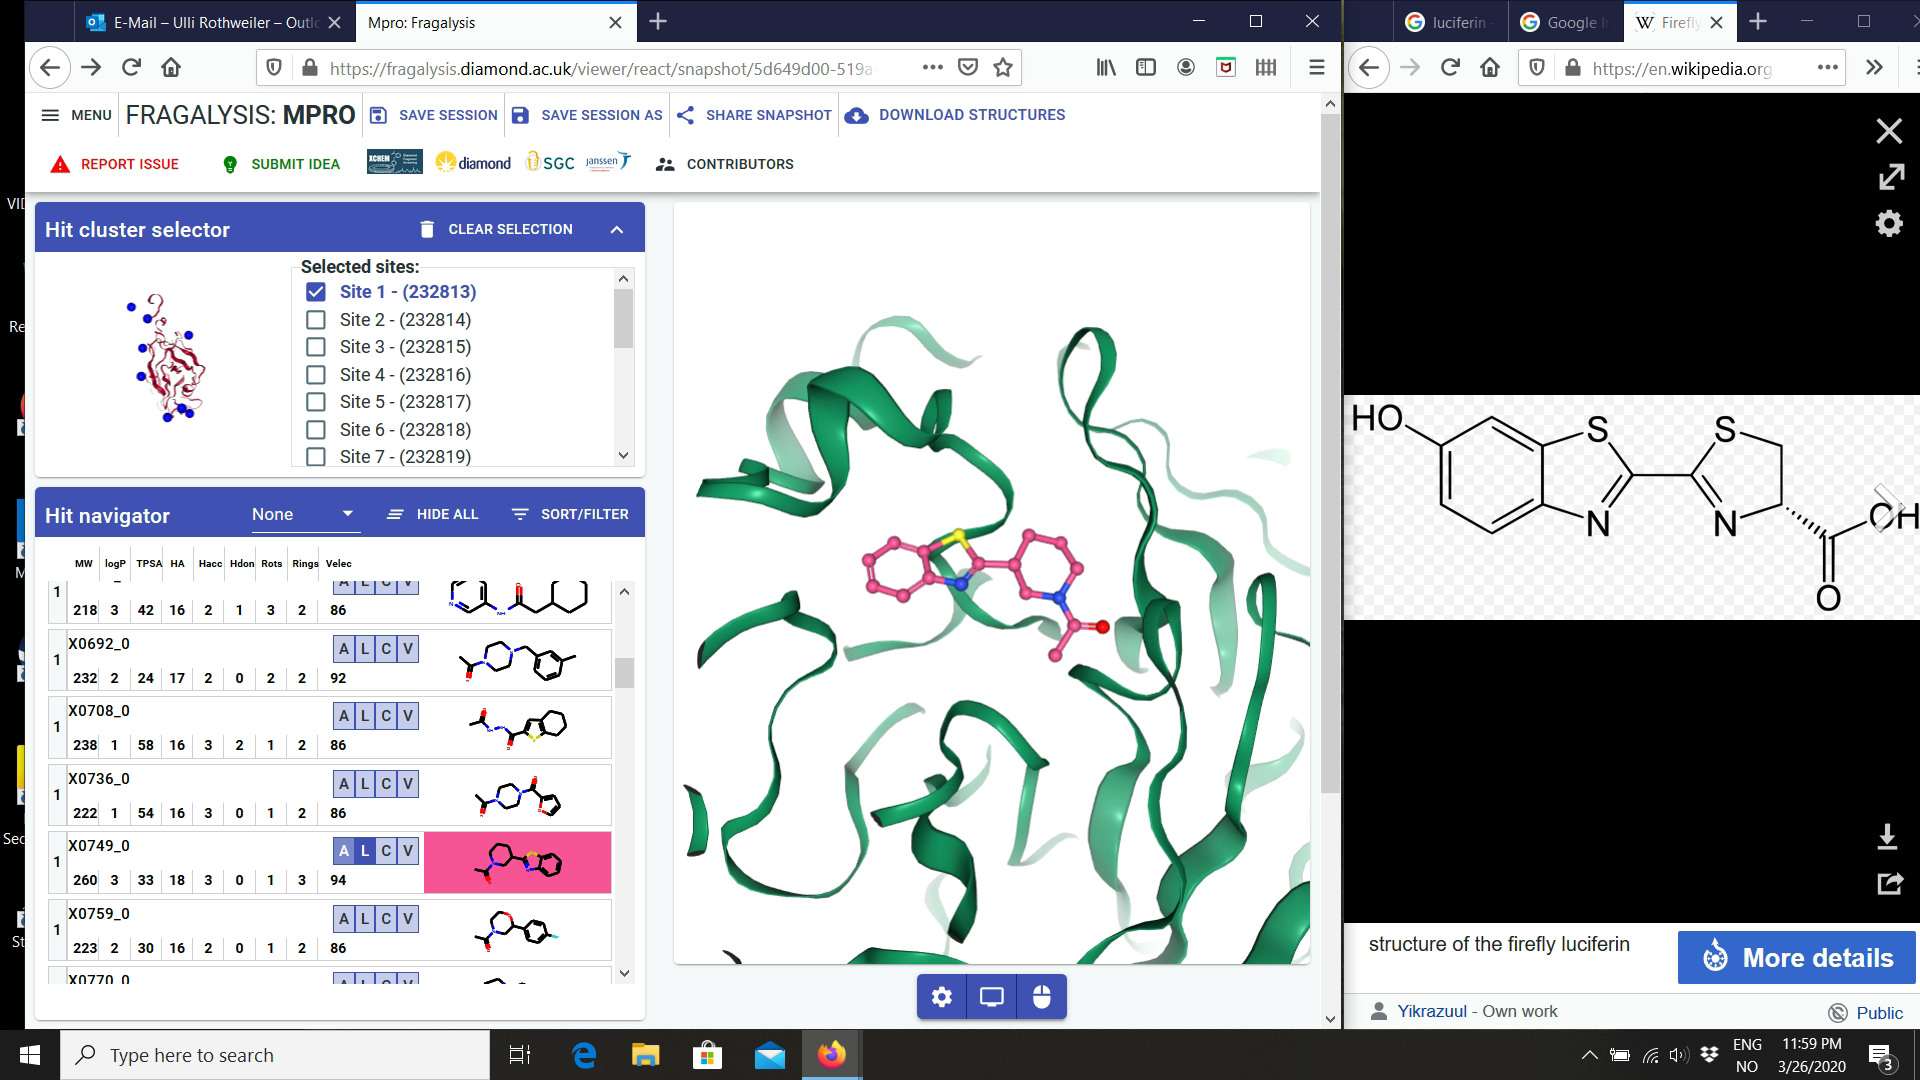 E-Mail – Ulli Rothweiler – Outl
Mpro: Fragalysis
https://fragalysis.diamond.ac.uk/viewer/react/snapshot/5d649d00-519a
MENU
FRAGALYSIS: MPRO
SAVE SESSION
SAVE SESSION AS
SHARE SNAPSHOT
DOWNLOAD STRUCTURES
REPORT ISSUE
SUBMIT IDEA
XCHEM
diamond
SGC
janssen
CONTRIBUTORS
Hit cluster selector
CLEAR SELECTION
Selected sites:
Site 1 - (232813)
Site 2 - (232814)
Site 3 - (232815)
Site 4 - (232816)
Site 5 - (232817)
Site 6 - (232818)
Site 7 - (232819)
Hit navigator
None
HIDE ALL
SORT/FILTER
MW logP TPSA HA Hacc Hdon Rots Rings Velec
1
A L C V
218 3 42 16 2 1 3 2 86
X0692_0
1
A L C V
232 2 24 17 2 0 2 2 92
X0708_0
1
A L C V
238 1 58 16 3 2 1 2 86
X0736_0
1
A L C V
222 1 54 16 3 0 1 2 86
X0749_0
1
A L C V
260 3 33 18 3 0 1 3 94
X0759_0
1
A L C V
223 2 30 16 2 0 1 2 86
X0770_0
A L C V
luciferin
Google I
Firefly
https://en.wikipedia.org
HO
S
S
N
N
OH
O
structure of the firefly luciferin
More details
Yikrazuul - Own work
Public
Type here to search
ENG
NO
11:59 PM
3/26/2020
3